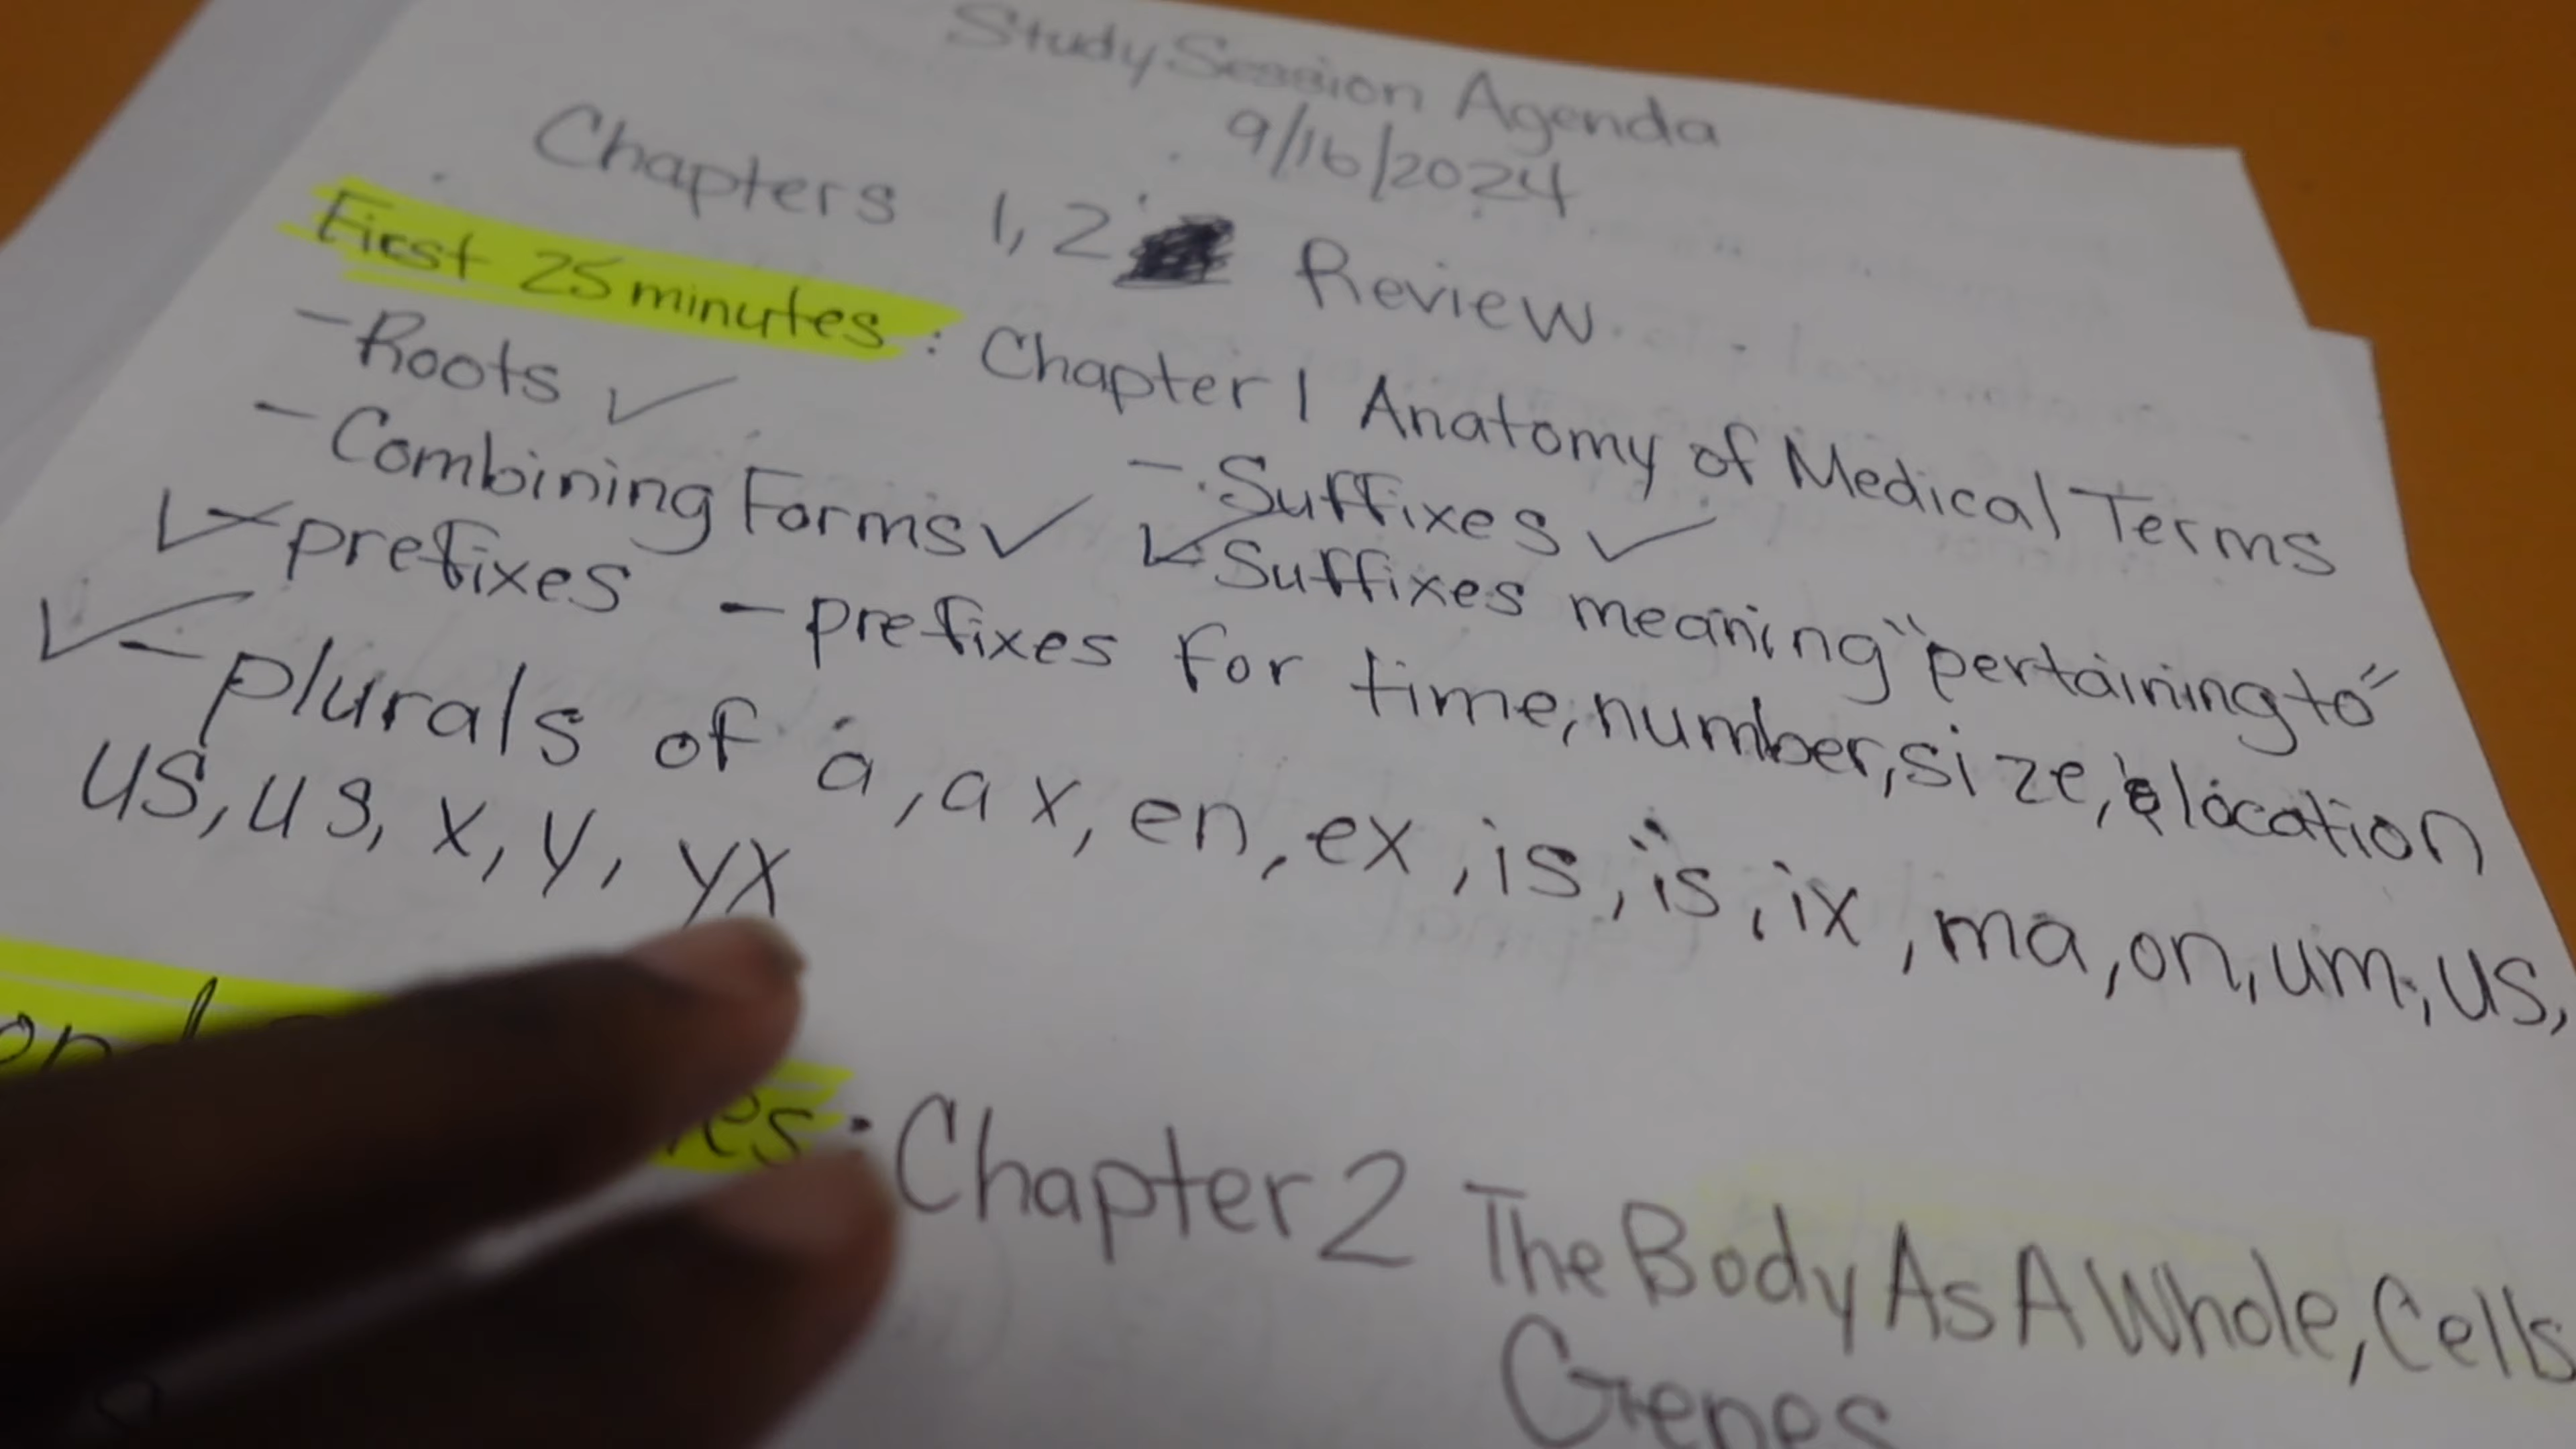 Study Session Agenda
9/16/2024
Chapters 1, 2 Review
First 25 minutes: Chapter 1 Anatomy of Medical Terms
- Roots ✓
- Combining Forms ✓ - Suffixes ✓
✓ - prefixes - Suffixes meaning "pertaining to"
- prefixes for time, number, size, location
✓ - plurals of a, ax, en, ex, is, is, ix, ma, on, um, us,
us, us, x, y, yx
: Chapter 2 The Body As A Whole, Cells
Genes